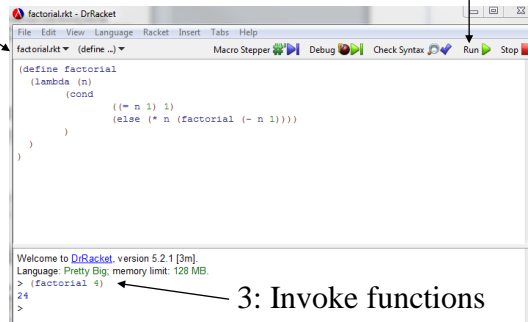 factorial.rkt - DrRacket
File Edit View Language Racket Insert Tabs Help
factorial.rkt▼ (define ...)▼ Macro Stepper Debug Check Syntax Run Stop
(define factorial
(lambda (n)
(cond
((= n 1) 1)
(else (* n (factorial (- n 1))))
)
)
)
Welcome to DrRacket, version 5.2.1 [3m].
Language: Pretty Big; memory limit: 128 MB.
> (factorial 4)
24
>
3: Invoke functions